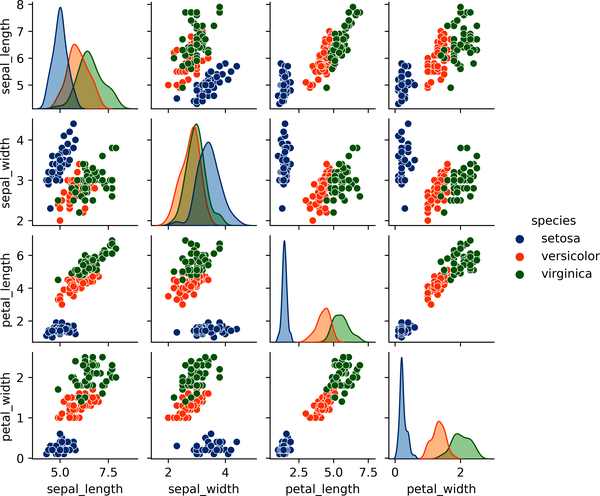 8
7
6
5
sepal_length
4
3
2
sepal_width
6
4
2
petal_length
2
1
0
petal_width
5.0
7.5
sepal_length
2
4
sepal_width
2.5
5.0
7.5
petal_length
0
2
petal_width
species
setosa
versicolor
virginica